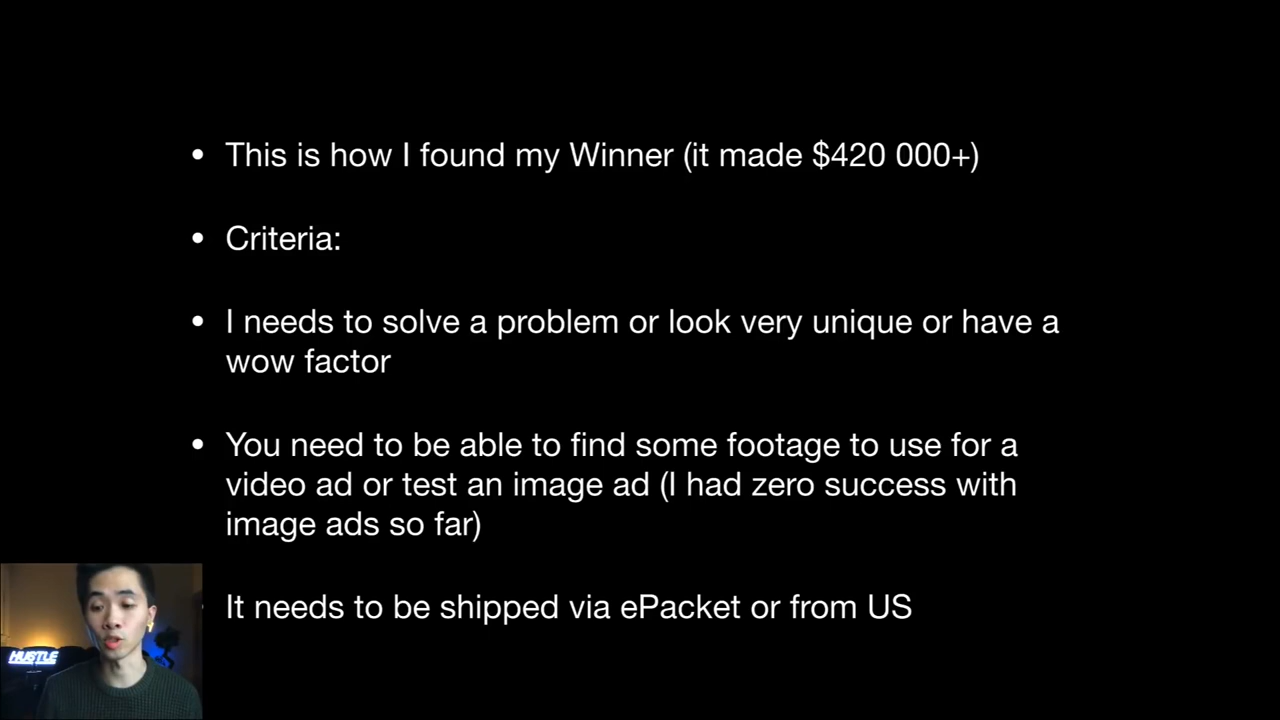 • This is how I found my Winner (it made $420 000+)
• Criteria:
• I needs to solve a problem or look very unique or have a
wow factor
• You need to be able to find some footage to use for a
video ad or test an image ad (I had zero success with
image ads so far)
It needs to be shipped via ePacket or from US
HUSTLE